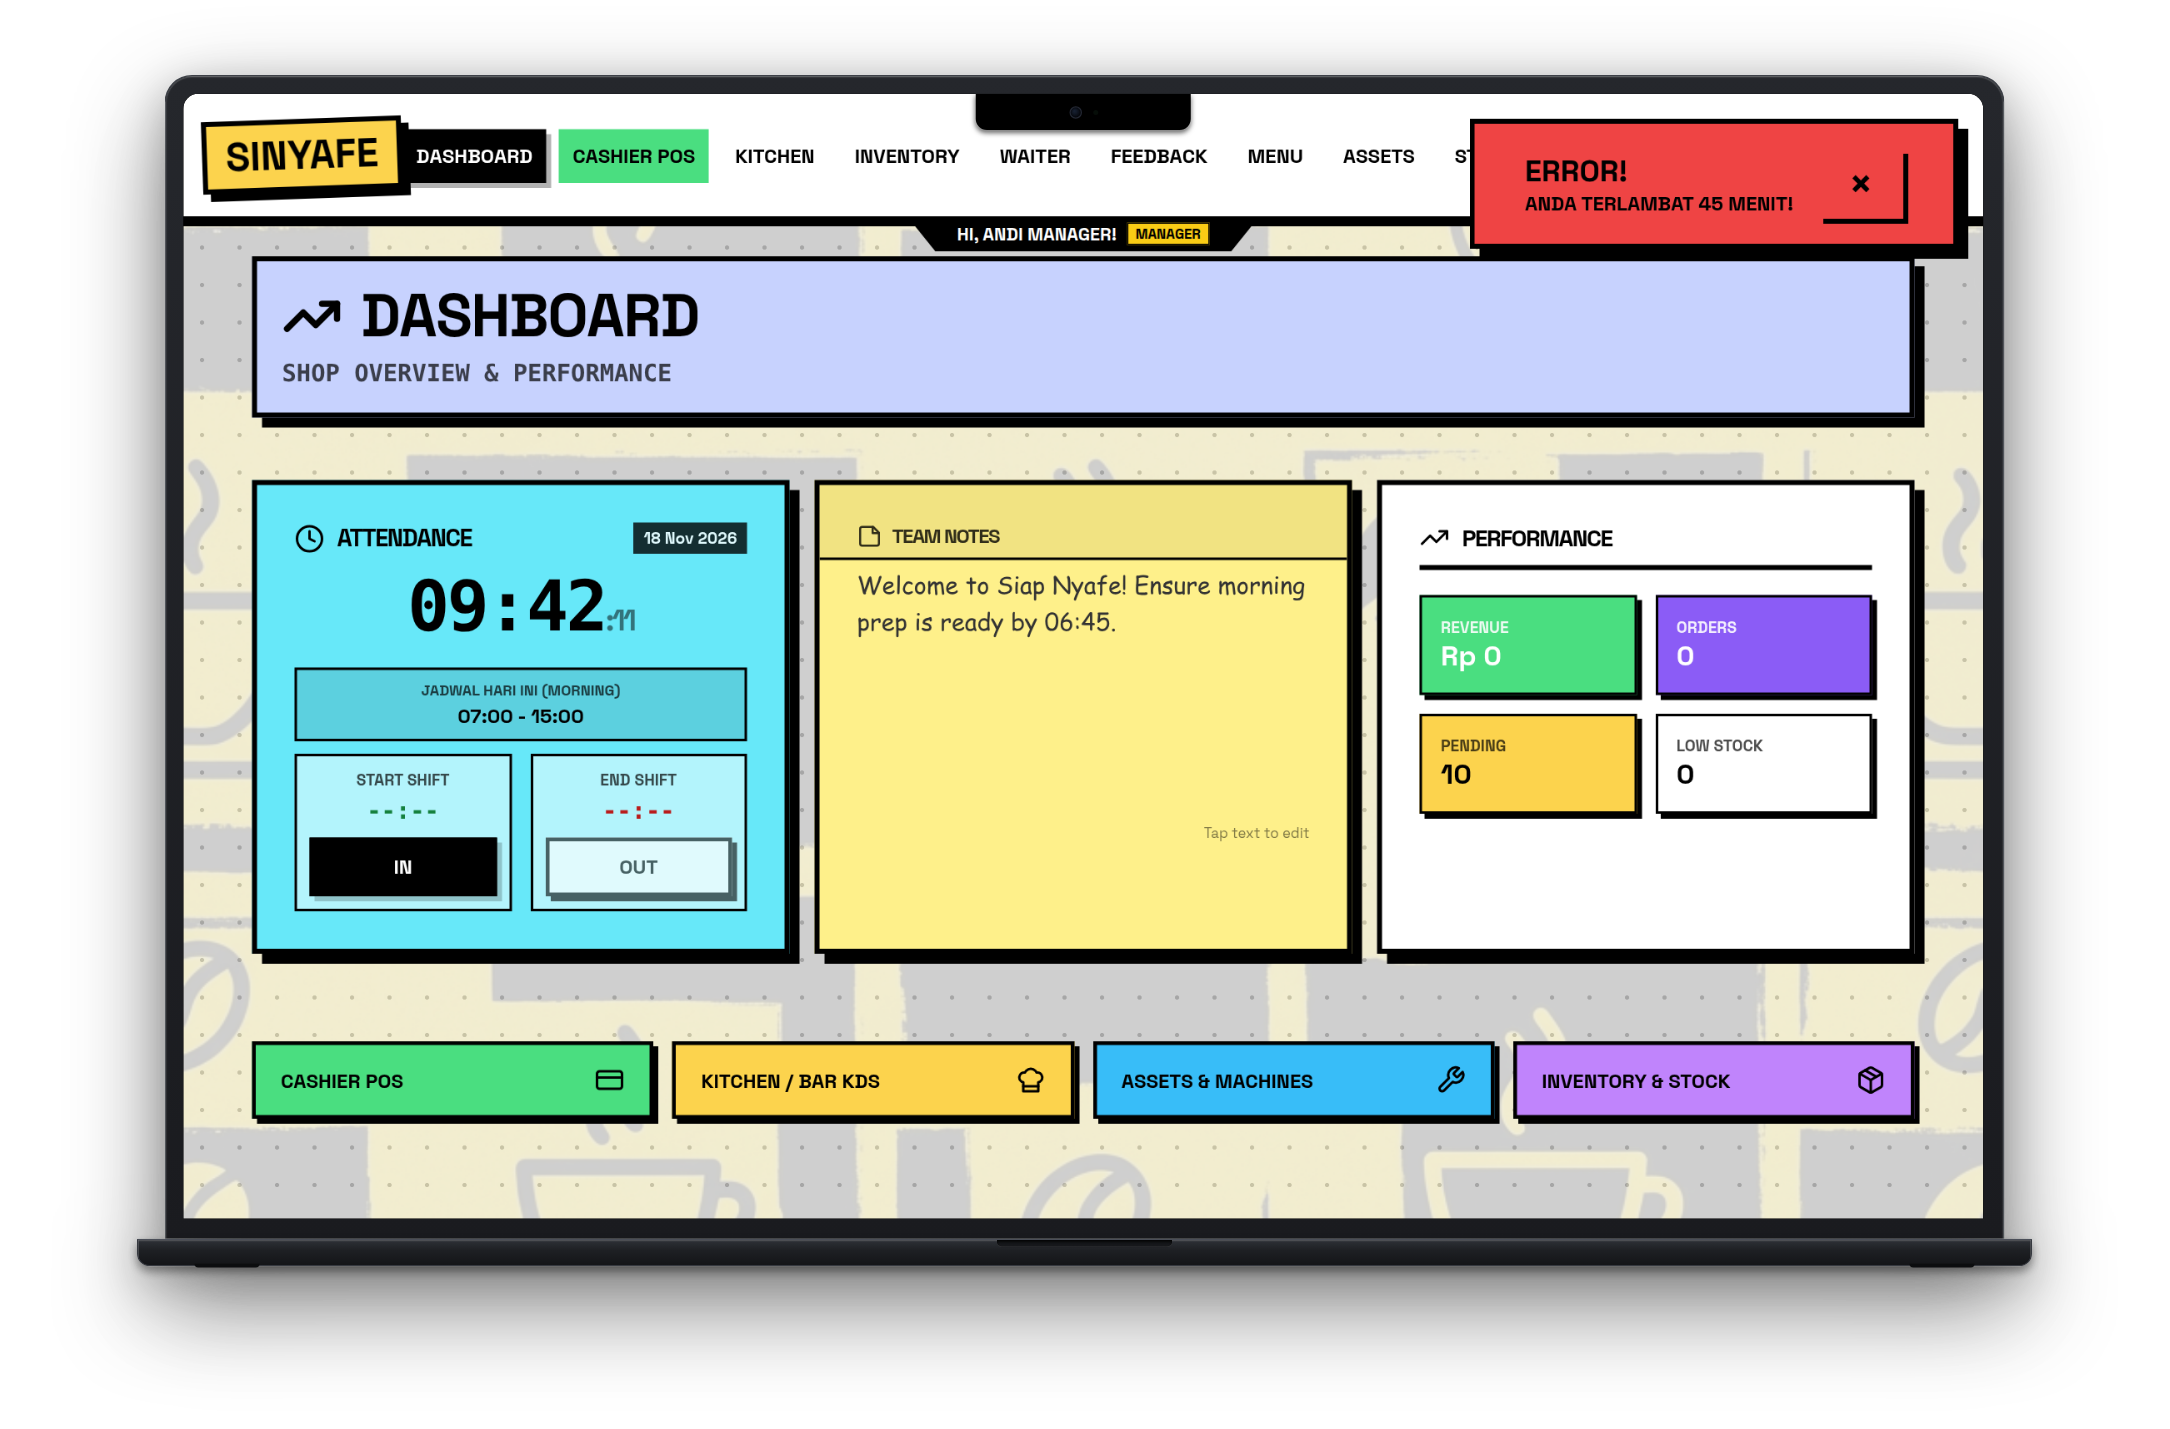 SINYAFE
DASHBOARD
CASHIER POS
KITCHEN
INVENTORY
WAITER
FEEDBACK
MENU
ASSETS
ERROR!
ANDA TERLAMBAT 45 MENIT!
HI, ANDI MANAGER! MANAGER
DASHBOARD
SHOP OVERVIEW & PERFORMANCE
ATTENDANCE
18 Nov 2026
09:42:11
JADWAL HARI INI (MORNING)
07:00 - 15:00
START SHIFT
--:--
IN
END SHIFT
--:--
OUT
TEAM NOTES
Welcome to Siap Nyafe! Ensure morning
prep is ready by 06:45.
Tap text to edit
PERFORMANCE
REVENUE
Rp 0
ORDERS
0
PENDING
10
LOW STOCK
0
CASHIER POS
KITCHEN / BAR KDS
ASSETS & MACHINES
INVENTORY & STOCK